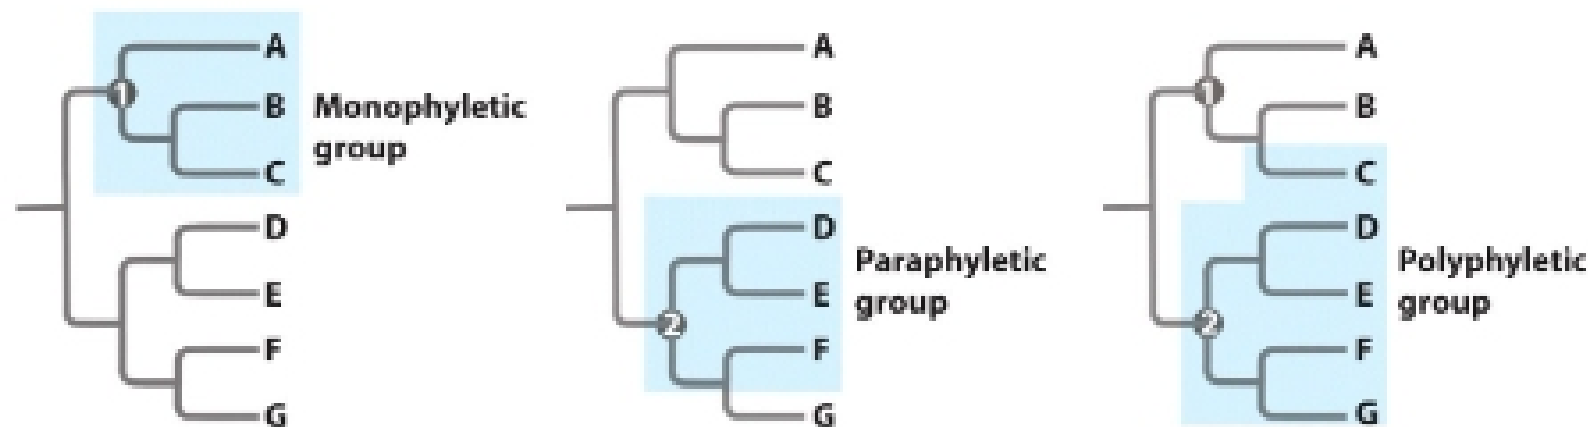 A
1
B
Monophyletic
group
C
D
E
F
G
A
B
C
D
Paraphyletic
group
E
2
F
G
A
1
B
C
D
Polyphyletic
group
E
2
F
G